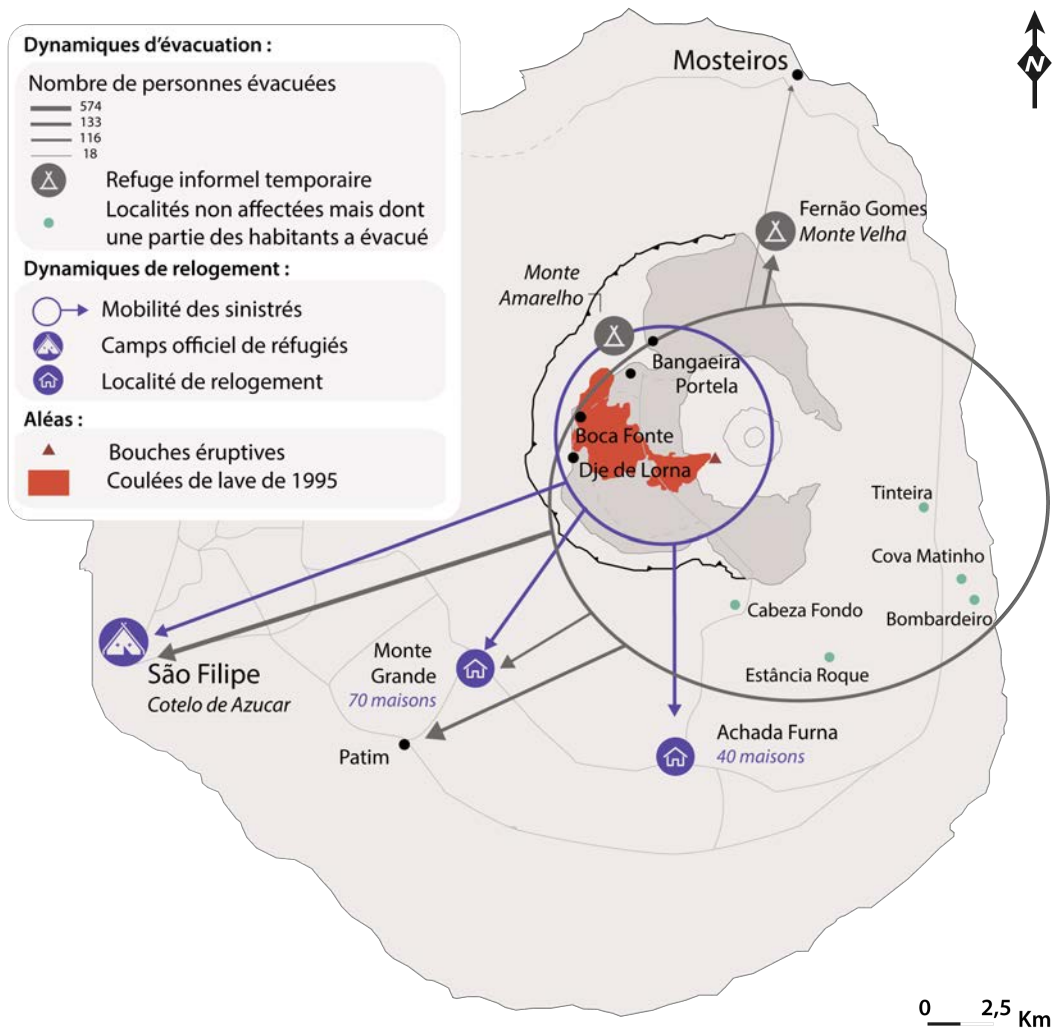 Dynamiques d'évacuation :
Nombre de personnes évacuées
574
133
116
18
Refuge informel temporaire
Localités non affectées mais dont
une partie des habitants a évacué
Dynamiques de relogement :
Mobilité des sinistrés
Camps officiel de réfugiés
Localité de relogement
Aléas :
Bouches éruptives
Coulées de lave de 1995
N
Mosteiros
Fernão Gomes
Monte Velha
Monte
Amarelho
Bangaeira
Portela
Boca Fonte
Dje de Lorna
Tinteira
Cova Matinho
Bombardeiro
Cabeza Fondo
Estância Roque
São Filipe
Cotelo de Azucar
Monte
Grande
70 maisons
Patim
Achada Furna
40 maisons
0 2,5 Km